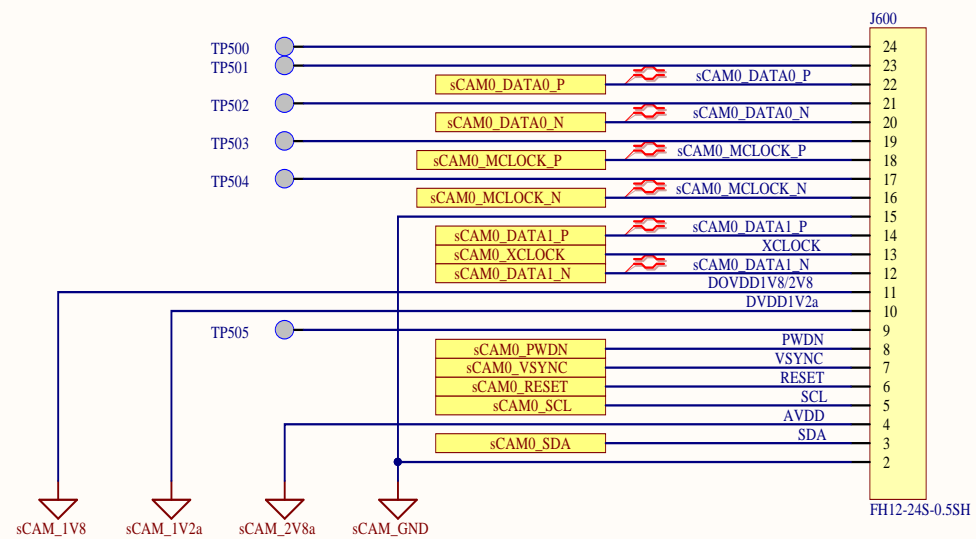 J600
TP500
24
TP501
23
sCAM0_DATA0_P
sCAM0_DATA0_P
22
TP502
21
sCAM0_DATA0_N
sCAM0_DATA0_N
20
TP503
19
sCAM0_MCLOCK_P
sCAM0_MCLOCK_P
18
TP504
17
sCAM0_MCLOCK_N
sCAM0_MCLOCK_N
16
15
sCAM0_DATA1_P
sCAM0_DATA1_P
14
sCAM0_XCLOCK
XCLOCK
13
sCAM0_DATA1_N
sCAM0_DATA1_N
12
DOVDD1V8/2V8
11
DVDD1V2a
10
TP505
9
sCAM0_PWDN
PWDN
8
sCAM0_VSYNC
VSYNC
7
sCAM0_RESET
RESET
6
sCAM0_SCL
SCL
5
AVDD
4
sCAM0_SDA
SDA
3
2
FH12-24S-0.5SH
sCAM_1V8
sCAM_1V2a
sCAM_2V8a
sCAM_GND